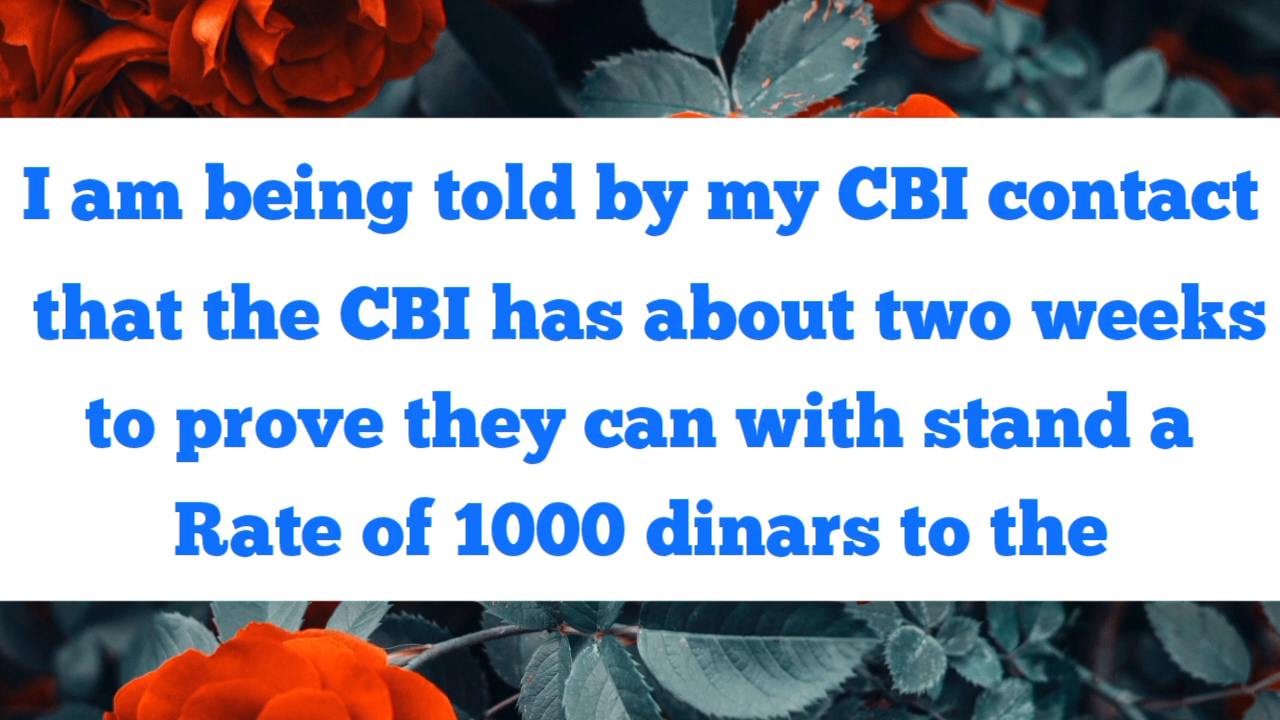 I am being told by my CBI contact
that the CBI has about two weeks
to prove they can with stand a
Rate of 1000 dinars to the